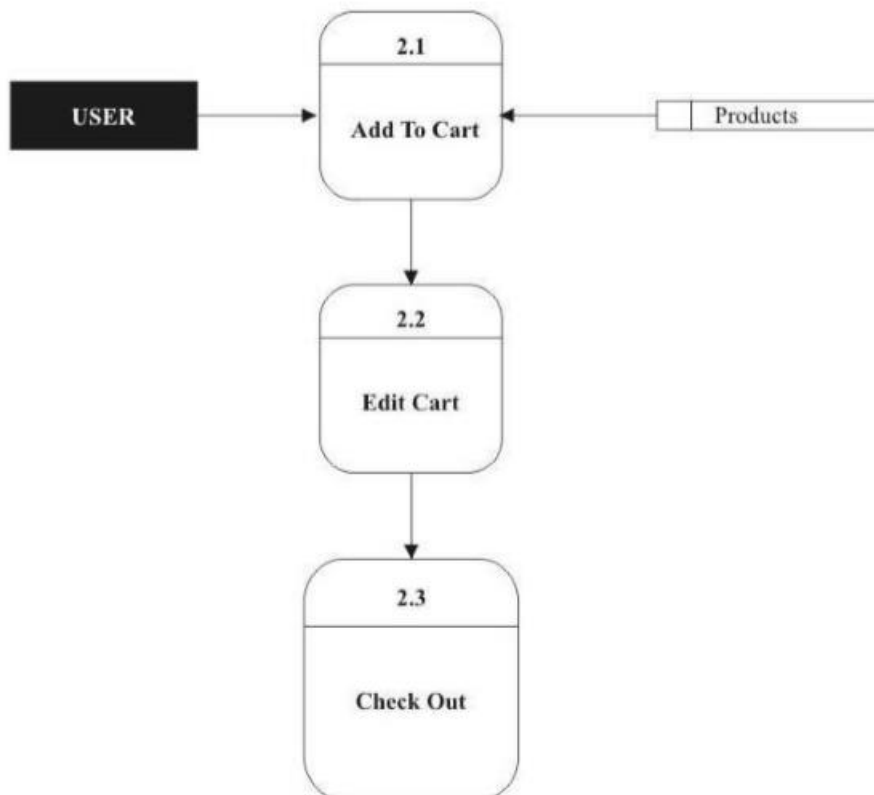 2.1
USER
Add To Cart
Products
2.2
Edit Cart
2.3
Check Out